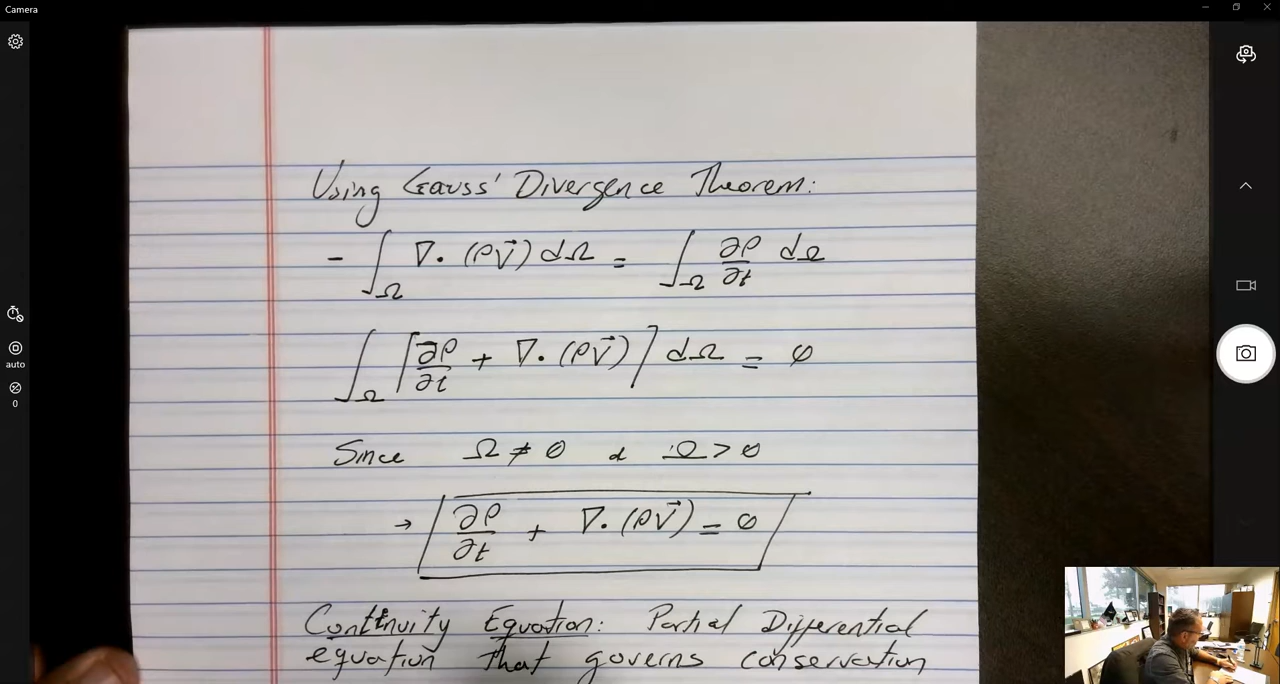 Camera
Using Gauss' Divergence Theorem:
- ∫_Ω ∇·(ρV⃗) dΩ = ∫_Ω ∂ρ/∂t dΩ
∫_Ω [∂ρ/∂t + ∇·(ρV⃗)] dΩ = 0
Since Ω ≠ 0 & Ω > 0
→ ∂ρ/∂t + ∇·(ρV⃗) = 0
Continuity Equation: Partial Differential
equation that governs conservation
auto
0